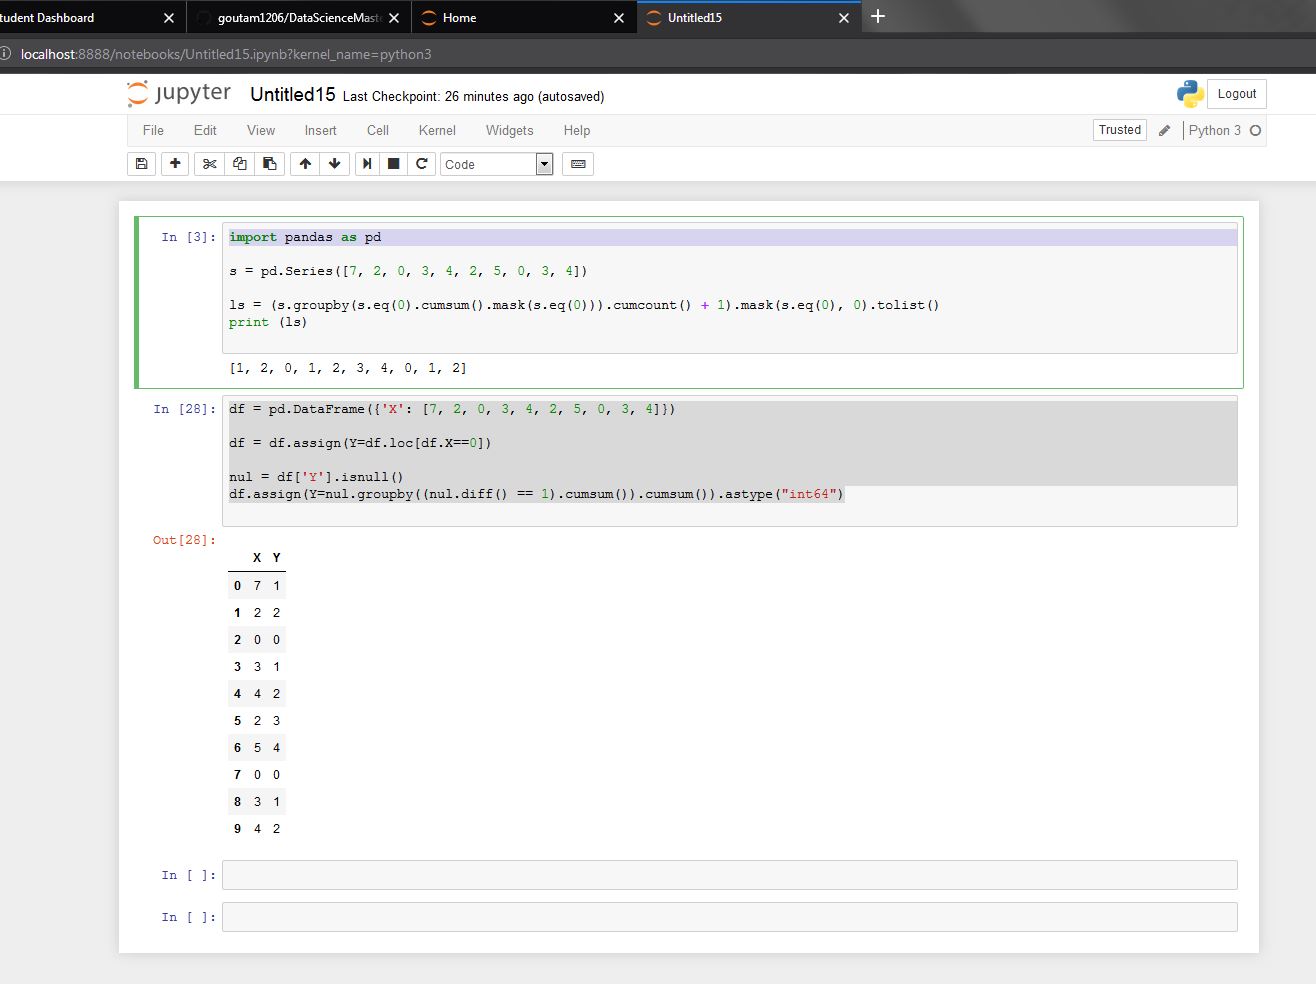 tudent Dashboard
goutam1206/DataScienceMaste
Home
Untitled15
localhost:8888/notebooks/Untitled15.ipynb?kernel_name=python3
jupyter Untitled15 Last Checkpoint: 26 minutes ago (autosaved)
Logout
File Edit View Insert Cell Kernel Widgets Help
Trusted
Python 3
Code
In [3]: import pandas as pd
s = pd.Series([7, 2, 0, 3, 4, 2, 5, 0, 3, 4])
ls = (s.groupby(s.eq(0).cumsum().mask(s.eq(0))).cumcount() + 1).mask(s.eq(0), 0).tolist()
print (ls)
[1, 2, 0, 1, 2, 3, 4, 0, 1, 2]
In [28]: df = pd.DataFrame({'X': [7, 2, 0, 3, 4, 2, 5, 0, 3, 4]})
df = df.assign(Y=df.loc[df.X==0])
nul = df['Y'].isnull()
df.assign(Y=nul.groupby((nul.diff() == 1).cumsum()).cumsum()).astype("int64")
Out[28]:
X Y
0 7 1
1 2 2
2 0 0
3 3 1
4 4 2
5 2 3
6 5 4
7 0 0
8 3 1
9 4 2
In [ ]:
In [ ]: